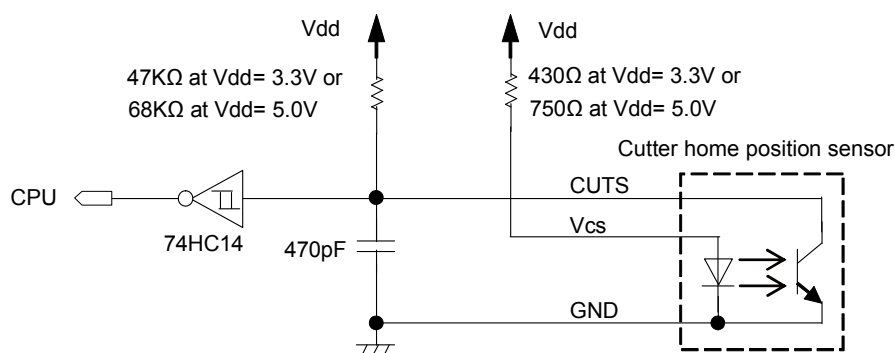 Vdd
Vdd
47KΩ at Vdd= 3.3V or
68KΩ at Vdd= 5.0V
430Ω at Vdd= 3.3V or
750Ω at Vdd= 5.0V
Cutter home position sensor
CPU
CUTS
74HC14
470pF
Vcs
GND